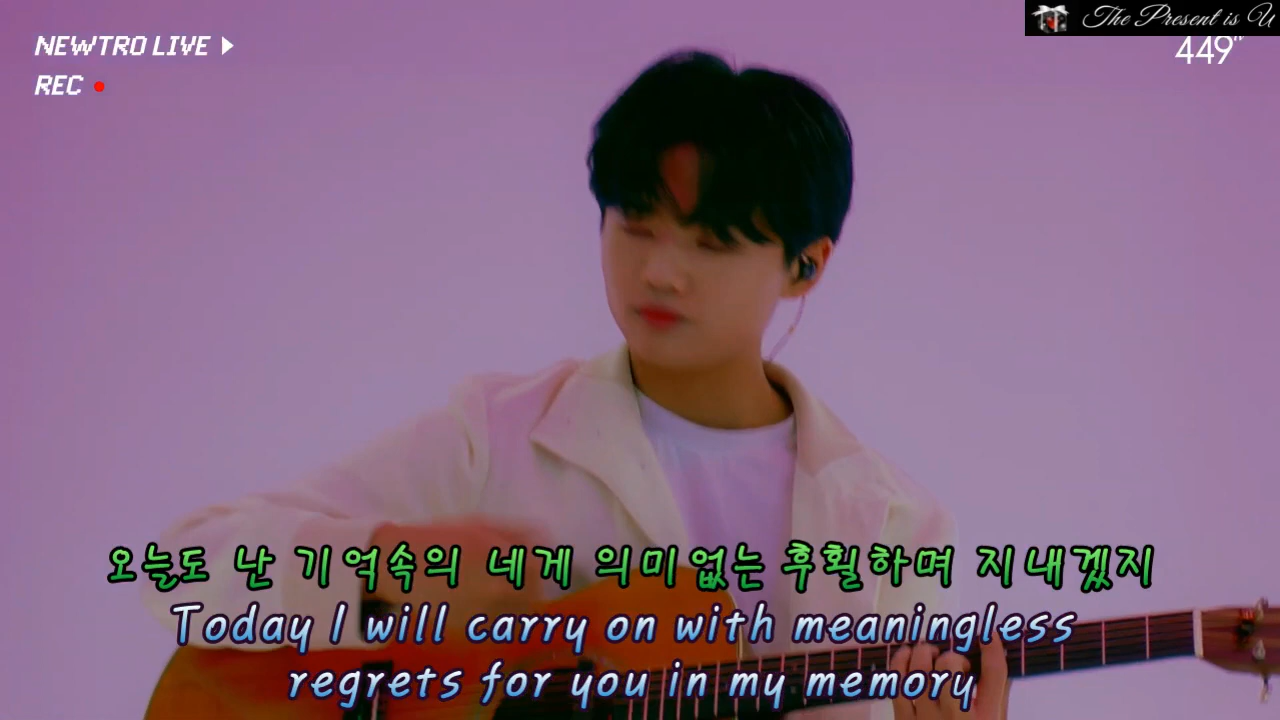 NEWTRO LIVE
REC
The Present is U
449"
오늘도 난 기억속의 네게 의미없는 후휠하며 지내겠지
Today I will carry on with meaningless
regrets for you in my memory